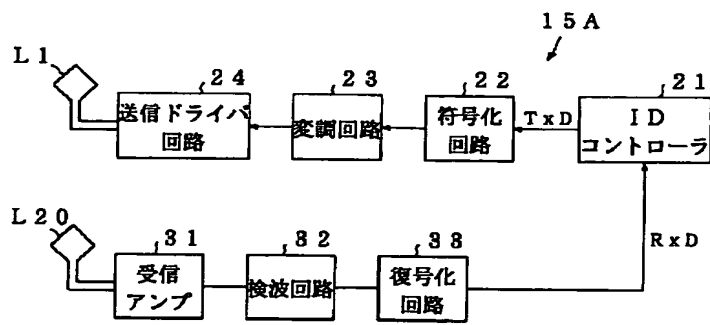 15A
L1
24
23
22
21
送信ドライバ
回路
変調回路
符号化
回路
TxD
ID
コントローラ
L20
31
32
33
RxD
受信
アンプ
検波回路
復号化
回路